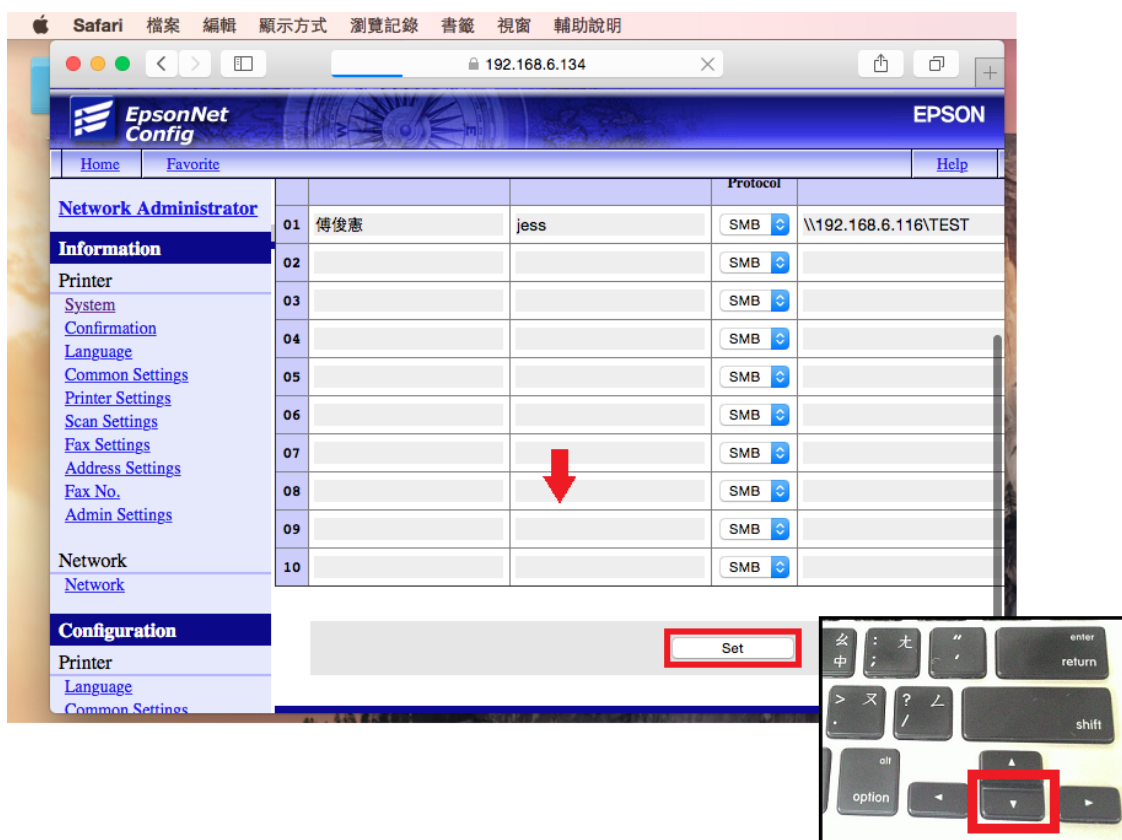 Safari 檔案 編輯 顯示方式 瀏覽記錄 書籤 視窗 輔助說明
192.168.6.134
EpsonNet
Config
EPSON
Home Favorite Help
Network Administrator
Information
Printer
System
Confirmation
Language
Common Settings
Printer Settings
Scan Settings
Fax Settings
Address Settings
Fax No.
Admin Settings
Network
Network
Configuration
Printer
Language
Common Settings
Protocol
01 傅俊憲 jess SMB \\192.168.6.116\TEST
02 SMB
03 SMB
04 SMB
05 SMB
06 SMB
07 SMB
08 SMB
09 SMB
10 SMB
Set
ㄠ : ㄤ " enter
中 ; ' return
> ㄡ ? ㄥ
. / shift
alt
option